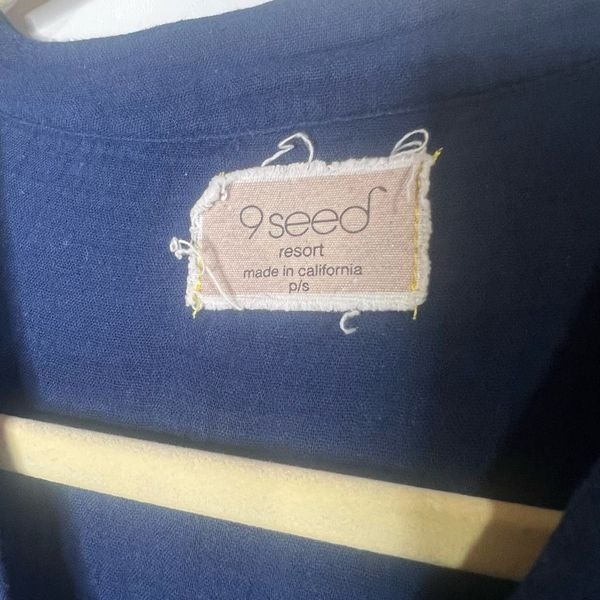 9seed
resort
made in california
p/s